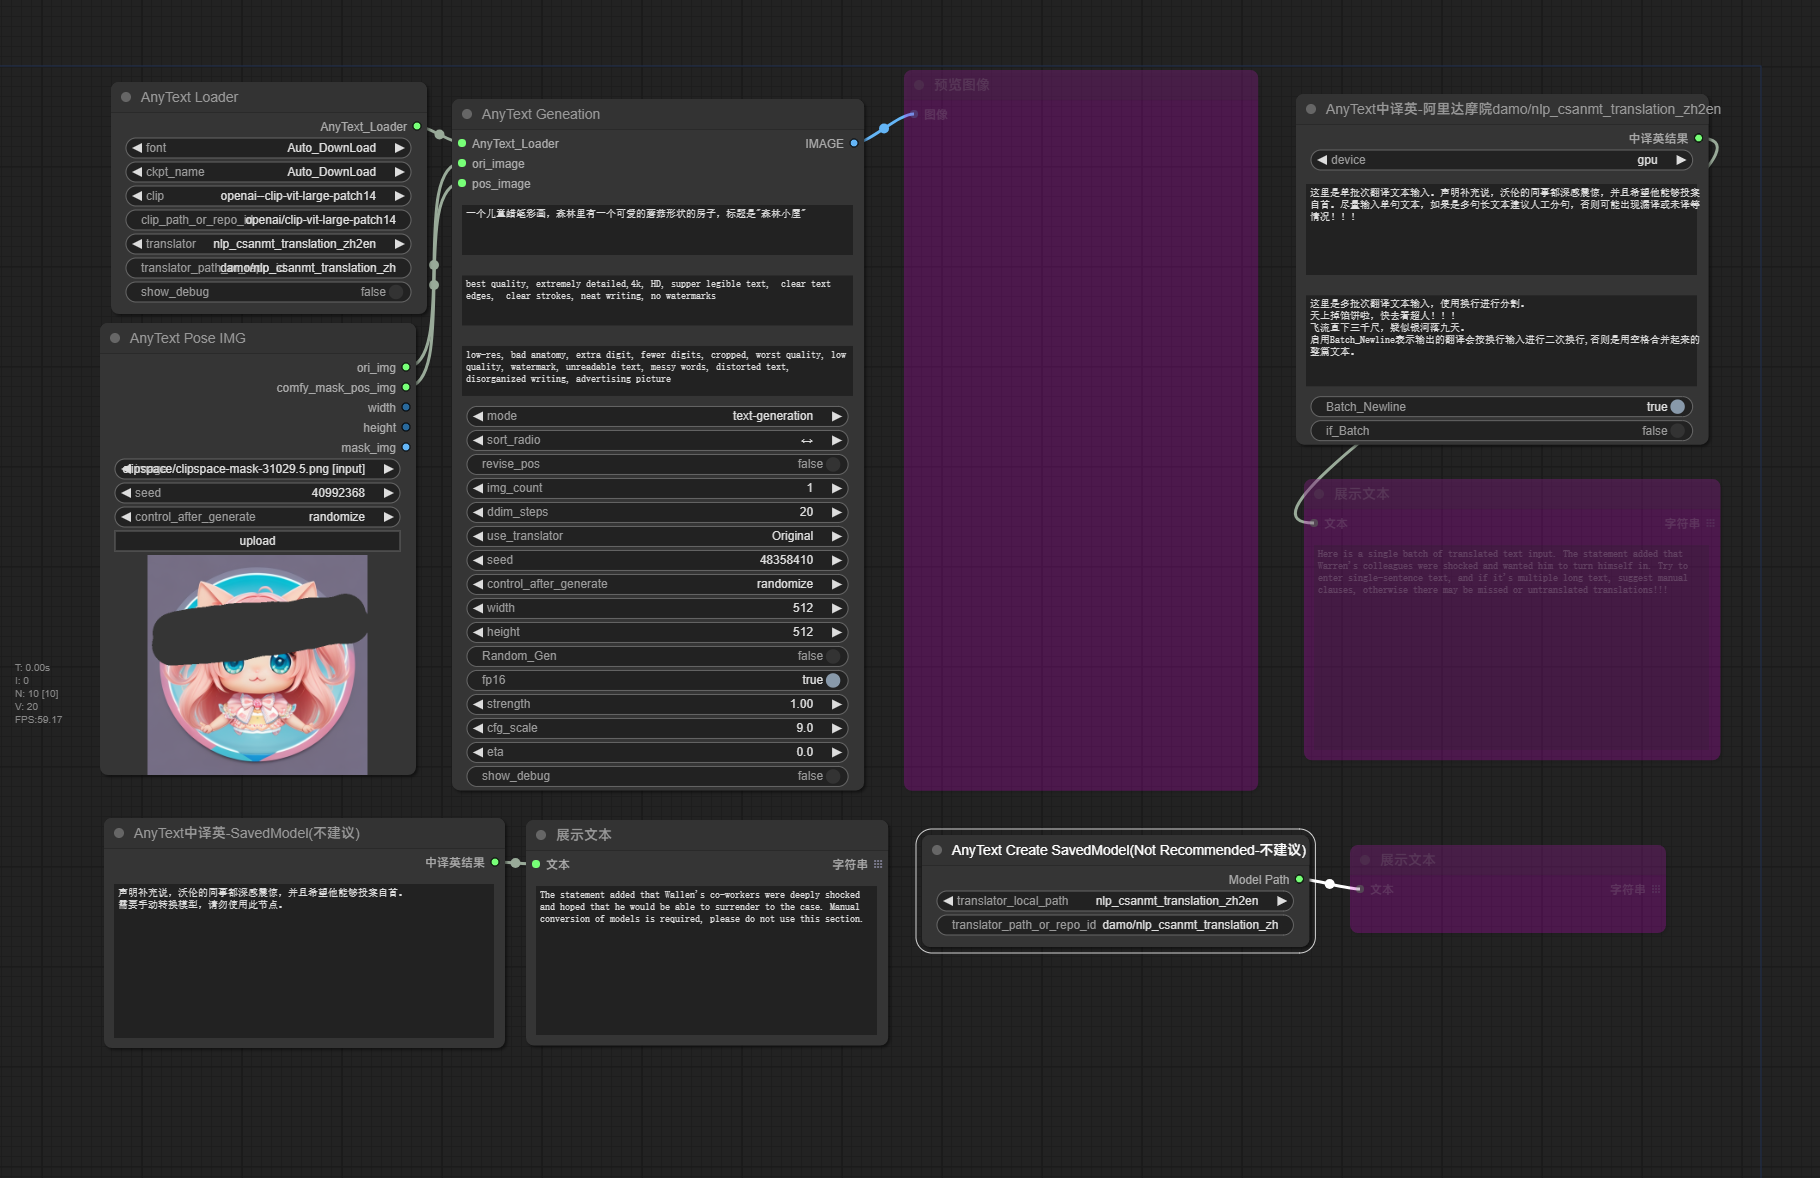 AnyText Loader
AnyText_Loader
font Auto_DownLoad
ckpt_name Auto_DownLoad
clip openai--clip-vit-large-patch14
clip_path_or_repo_id openai/clip-vit-large-patch14
translator nlp_csanmt_translation_zh2en
damo/nlp_csanmt_translation_zh
show_debug false
AnyText Pose IMG
ori_img
comfy_mask_pos_img
width
height
mask_img
clipspace/clipspace-mask-31029.5.png [input]
seed 40992368
control_after_generate randomize
upload
T: 0.00s
I: 0
N: 10 [10]
V: 20
FPS:59.17
AnyText Geneation
AnyText_Loader IMAGE
ori_image
pos_image
一个儿童蜡笔彩画，森林里有一个可爱的蘑菇形状的房子，标题是"森林小屋"
best quality, extremely detailed,4k, HD, supper legible text,  clear text
edges,  clear strokes, neat writing, no watermarks
low-res, bad anatomy, extra digit, fewer digits, cropped, worst quality, low
quality, watermark, unreadable text, messy words, distorted text,
disorganized writing, advertising picture
mode text-generation
sort_radio ↔
revise_pos false
img_count 1
ddim_steps 20
use_translator Original
seed 48358410
control_after_generate randomize
width 512
height 512
Random_Gen false
fp16 true
strength 1.00
cfg_scale 9.0
eta 0.0
show_debug false
预览图像
图像
AnyText中译英-阿里达摩院damo/nlp_csanmt_translation_zh2en
中译英结果
device gpu
这里是单批次翻译文本输入。声明补充说，沃伦的同事都深感震惊，并且希望他能够投案
自首。尽量输入单句文本，如果是多句长文本建议人工分句，否则可能出现漏译或未译等
情况！！！
这里是多批次翻译文本输入，使用换行进行分割。
天上掉馅饼啦，快去看超人！！！
飞流直下三千尺，疑似银河落九天。
启用Batch_Newline表示输出的翻译会按换行输入进行二次换行,否则是用空格合并起来的
整篇文本。
Batch_Newline true
if_Batch false
展示文本
文本 字符串
Here is a single batch of translated text input. The statement added that
Warren's colleagues were shocked and wanted him to turn himself in. Try to
enter single-sentence text, and if it's multiple long text, suggest manual
clauses, otherwise there may be missed or untranslated translations!!!
AnyText中译英-SavedModel(不建议)
中译英结果
声明补充说，沃伦的同事都深感震惊，并且希望他能够投案自首。
需要手动转换模型，请勿使用此节点。
展示文本
文本 字符串
The statement added that Wallen's co-workers were deeply shocked
and hoped that he would be able to surrender to the case. Manual
conversion of models is required, please do not use this section.
AnyText Create SavedModel(Not Recommended-不建议)
Model Path
translator_local_path nlp_csanmt_translation_zh2en
translator_path_or_repo_id damo/nlp_csanmt_translation_zh
展示文本
文本 字符串